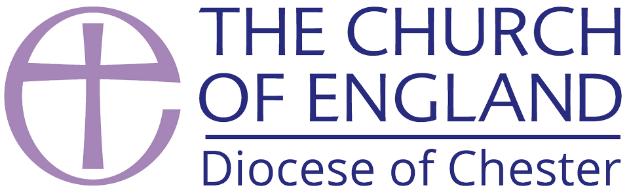 THE CHURCH
OF ENGLAND
Diocese of Chester